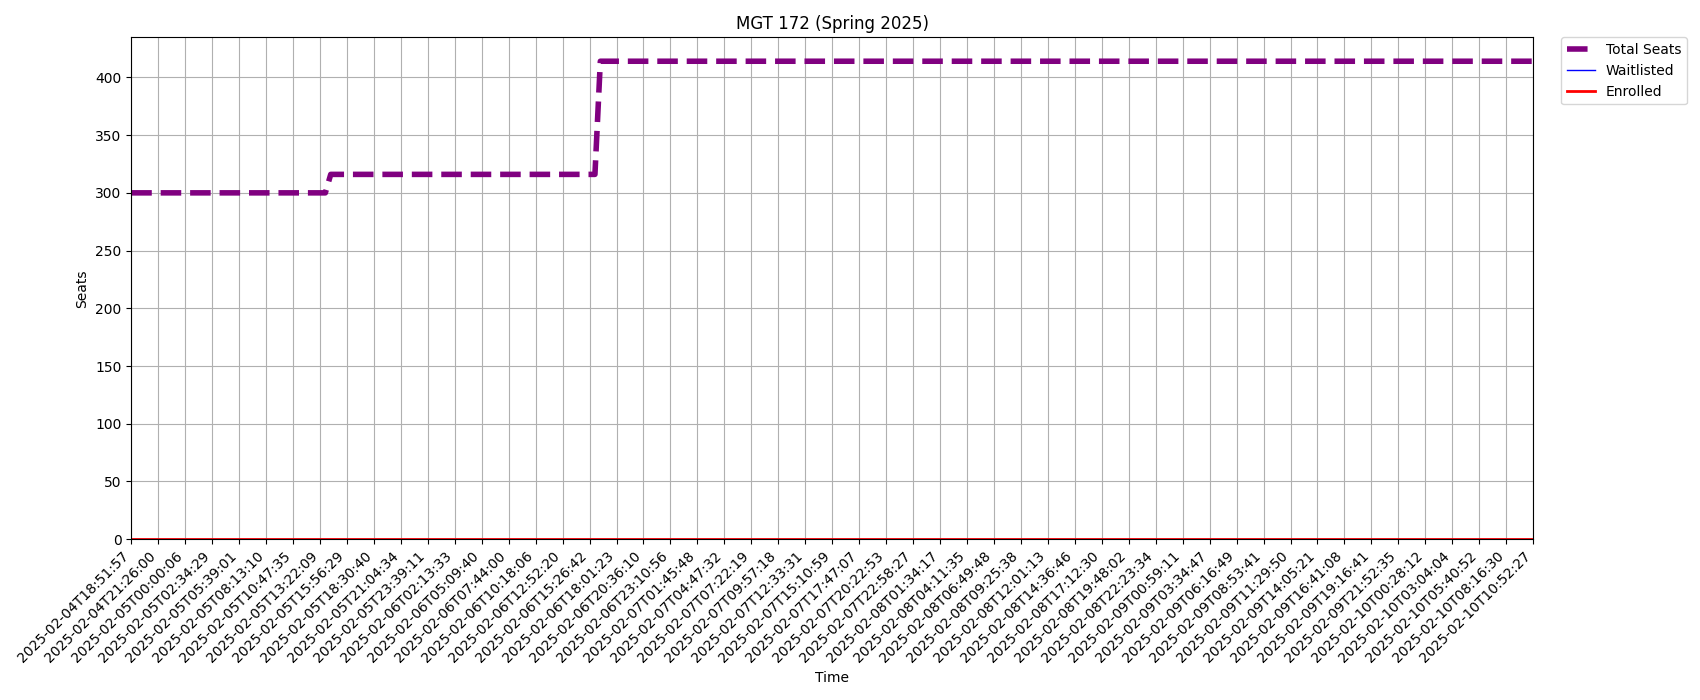 MGT 172 (Spring 2025)
Total Seats
Waitlisted
Enrolled
400
350
300
250
200
150
100
50
0
Seats
2025-02-04T18:51:57
2025-02-04T21:26:00
2025-02-05T00:00:06
2025-02-05T02:34:29
2025-02-05T05:39:01
2025-02-05T08:13:10
2025-02-05T10:47:35
2025-02-05T13:22:09
2025-02-05T15:56:29
2025-02-05T18:30:40
2025-02-05T21:04:34
2025-02-05T23:39:11
2025-02-06T02:13:33
2025-02-06T05:09:40
2025-02-06T07:44:00
2025-02-06T10:18:06
2025-02-06T12:52:20
2025-02-06T15:26:42
2025-02-06T18:01:23
2025-02-06T20:36:10
2025-02-06T23:10:56
2025-02-07T01:45:48
2025-02-07T04:47:32
2025-02-07T07:22:19
2025-02-07T09:57:18
2025-02-07T12:33:31
2025-02-07T15:10:59
2025-02-07T17:47:07
2025-02-07T20:22:53
2025-02-07T22:58:27
2025-02-08T01:34:17
2025-02-08T04:11:35
2025-02-08T06:49:48
2025-02-08T09:25:38
2025-02-08T12:01:13
2025-02-08T14:36:46
2025-02-08T17:12:30
2025-02-08T19:48:02
2025-02-08T22:23:34
2025-02-09T00:59:11
2025-02-09T03:34:47
2025-02-09T06:16:49
2025-02-09T08:53:41
2025-02-09T11:29:50
2025-02-09T14:05:21
2025-02-09T16:41:08
2025-02-09T19:16:41
2025-02-09T21:52:35
2025-02-10T00:28:12
2025-02-10T03:04:04
2025-02-10T05:40:52
2025-02-10T08:16:30
2025-02-10T10:52:27
Time